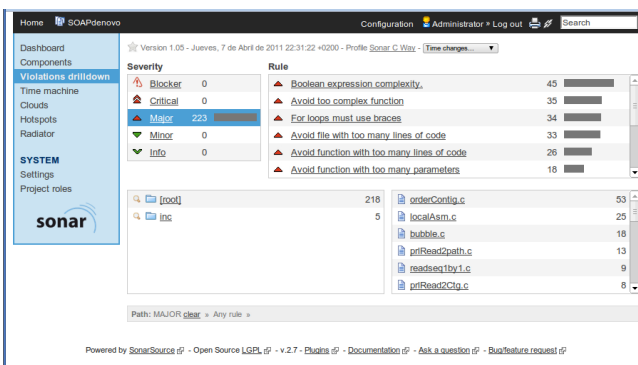 Home SOAPdenovo Configuration Administrator » Log out Search
Dashboard
Components
Violations drilldown
Time machine
Clouds
Hotspots
Radiator
SYSTEM
Settings
Project roles
sonar
Version 1.05 - Jueves, 7 de Abril de 2011 22:31:22 +0200 - Profile Sonar C Way - Time changes...
Severity
Blocker 0
Critical 0
Major 223
Minor 0
Info 0
Rule
Boolean expression complexity. 45
Avoid too complex function 35
For loops must use braces 34
Avoid file with too many lines of code 33
Avoid function with too many lines of code 26
Avoid function with too many parameters 18
[root] 218
inc 5
orderContig.c 53
localAsm.c 25
bubble.c 18
prlRead2path.c 13
readseq1by1.c 9
prlRead2Ctg.c 8
Path: MAJOR clear » Any rule »
Powered by SonarSource - Open Source LGPL - v.2.7 - Plugins - Documentation - Ask a question - Bug/feature request